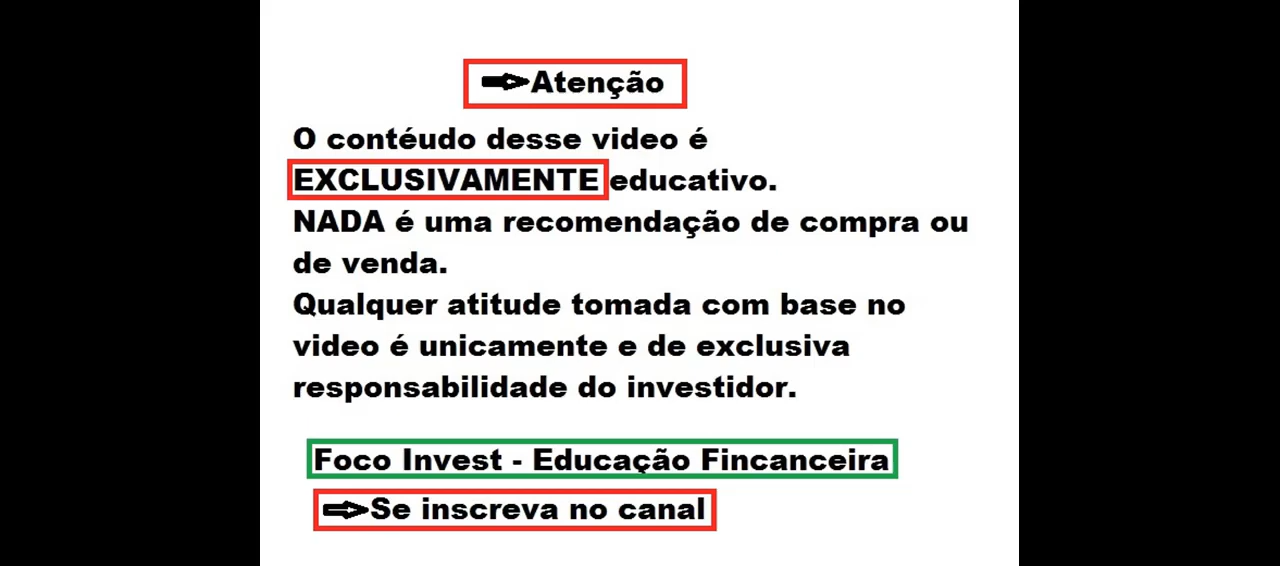 Atenção
O contéudo desse video é
EXCLUSIVAMENTE educativo.
NADA é uma recomendação de compra ou
de venda.
Qualquer atitude tomada com base no
video é unicamente e de exclusiva
responsabilidade do investidor.
Foco Invest - Educação Fincanceira
Se inscreva no canal